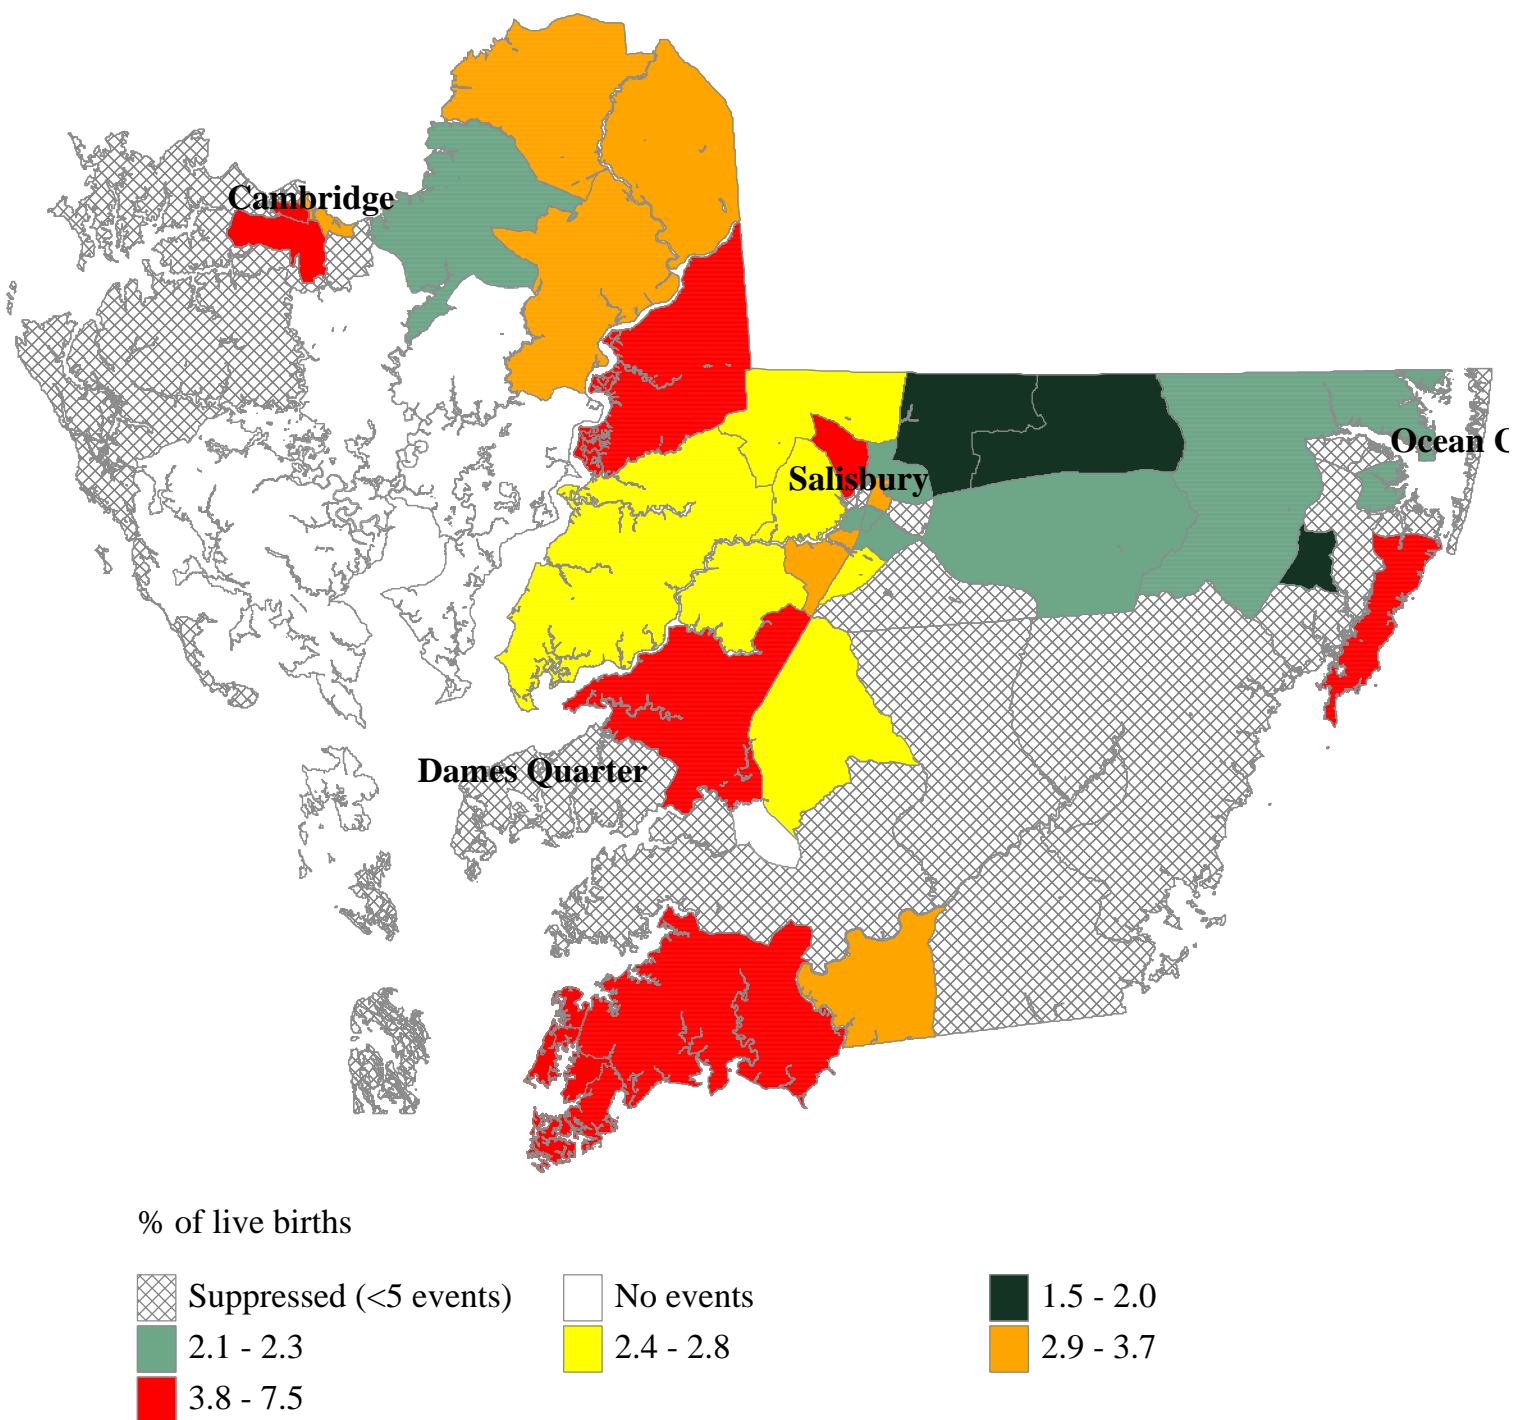 Cambridge
Ocean C
Salisbury
Dames Quarter
% of live births
Suppressed (<5 events)
No events
1.5 - 2.0
2.1 - 2.3
2.4 - 2.8
2.9 - 3.7
3.8 - 7.5